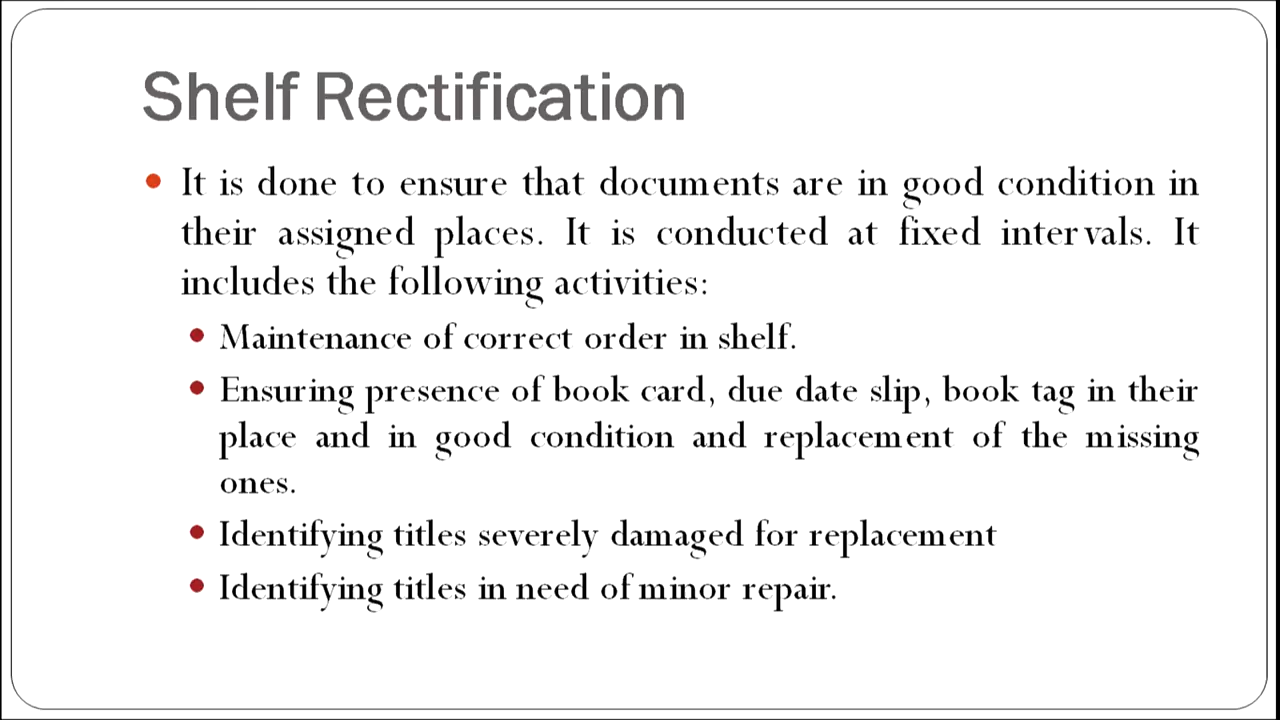 Shelf Rectification
• It is done to ensure that documents are in good condition in
their assigned places. It is conducted at fixed intervals. It
includes the following activities:
• Maintenance of correct order in shelf.
• Ensuring presence of book card, due date slip, book tag in their
place and in good condition and replacement of the missing
ones.
• Identifying titles severely damaged for replacement
• Identifying titles in need of minor repair.